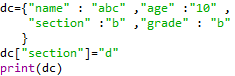 dc={"name" : "abc" ,"age" :"10" ,
"section" :"b" ,"grade" : "b"
}
dc["section"]="d"
print(dc)